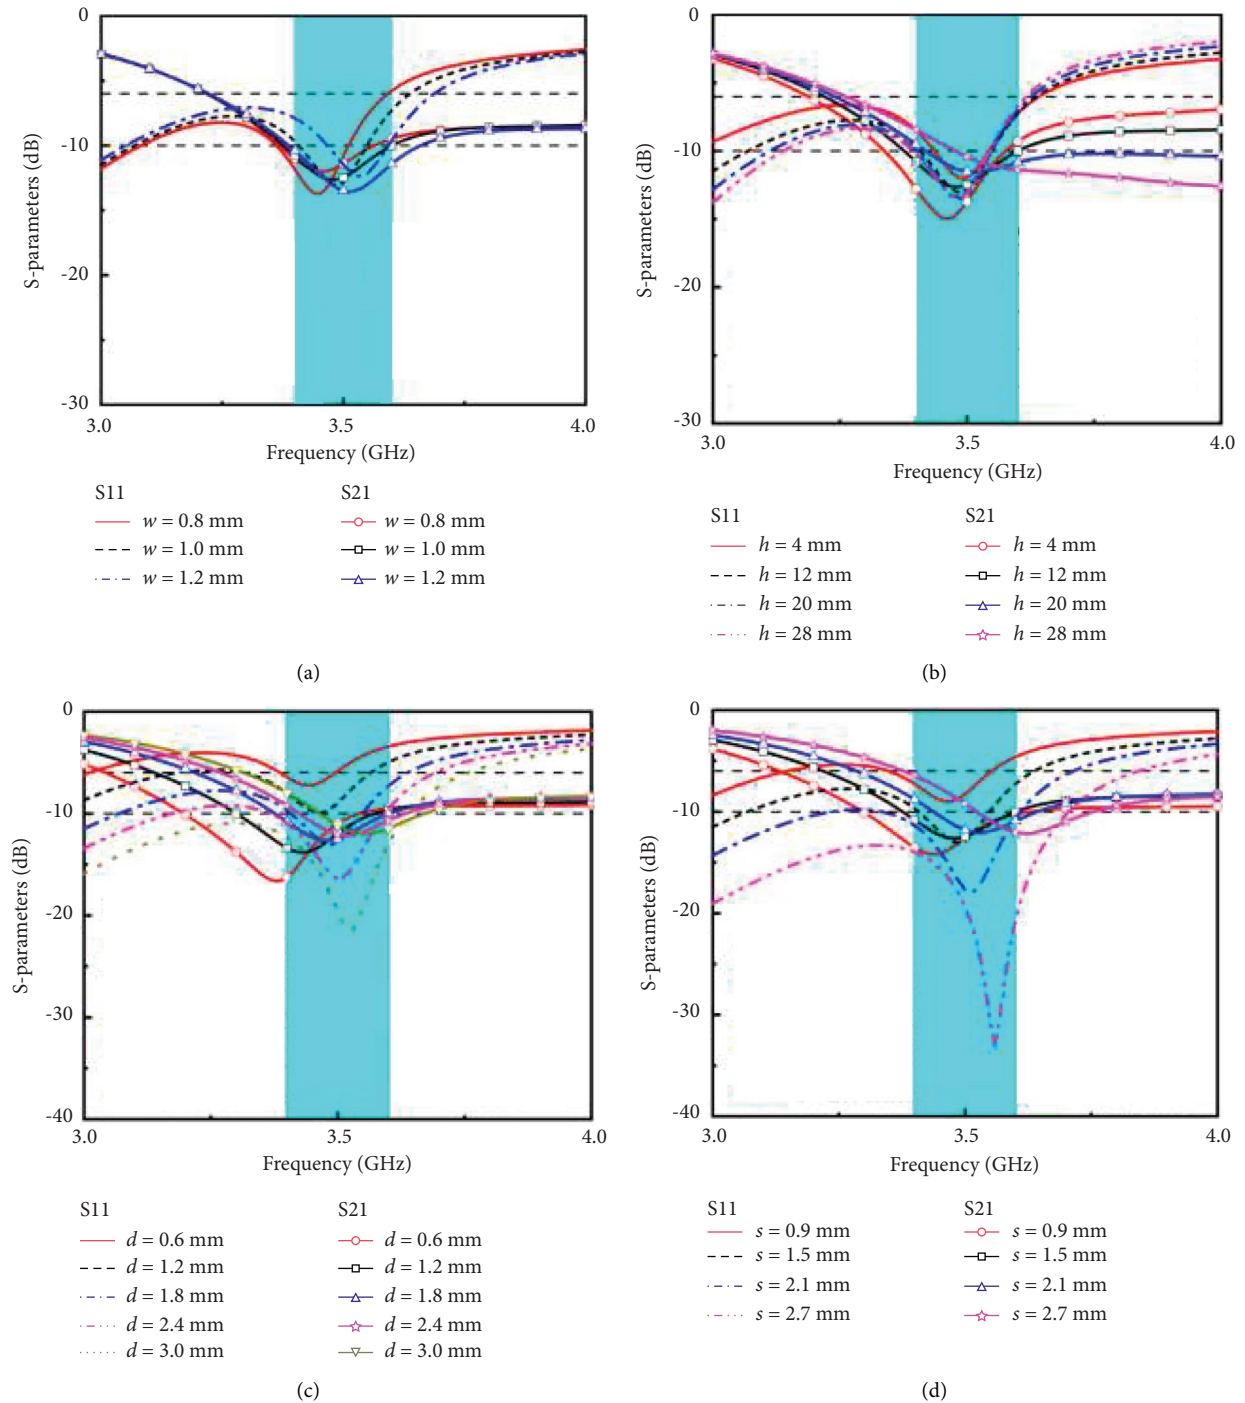 0
-10
-20
-30
S-parameters (dB)
3.0 3.5 4.0
Frequency (GHz)
S11 S21
w = 0.8 mm w = 0.8 mm
w = 1.0 mm w = 1.0 mm
w = 1.2 mm w = 1.2 mm
(a)
0
-10
-20
-30
S-parameters (dB)
3.0 3.5 4.0
Frequency (GHz)
S11 S21
h = 4 mm h = 4 mm
h = 12 mm h = 12 mm
h = 20 mm h = 20 mm
h = 28 mm h = 28 mm
(b)
0
-10
-20
-30
-40
S-parameters (dB)
3.0 3.5 4.0
Frequency (GHz)
S11 S21
d = 0.6 mm d = 0.6 mm
d = 1.2 mm d = 1.2 mm
d = 1.8 mm d = 1.8 mm
d = 2.4 mm d = 2.4 mm
d = 3.0 mm d = 3.0 mm
(c)
0
-10
-20
-30
-40
S-parameters (dB)
3.0 3.5 4.0
Frequency (GHz)
S11 S21
s = 0.9 mm s = 0.9 mm
s = 1.5 mm s = 1.5 mm
s = 2.1 mm s = 2.1 mm
s = 2.7 mm s = 2.7 mm
(d)